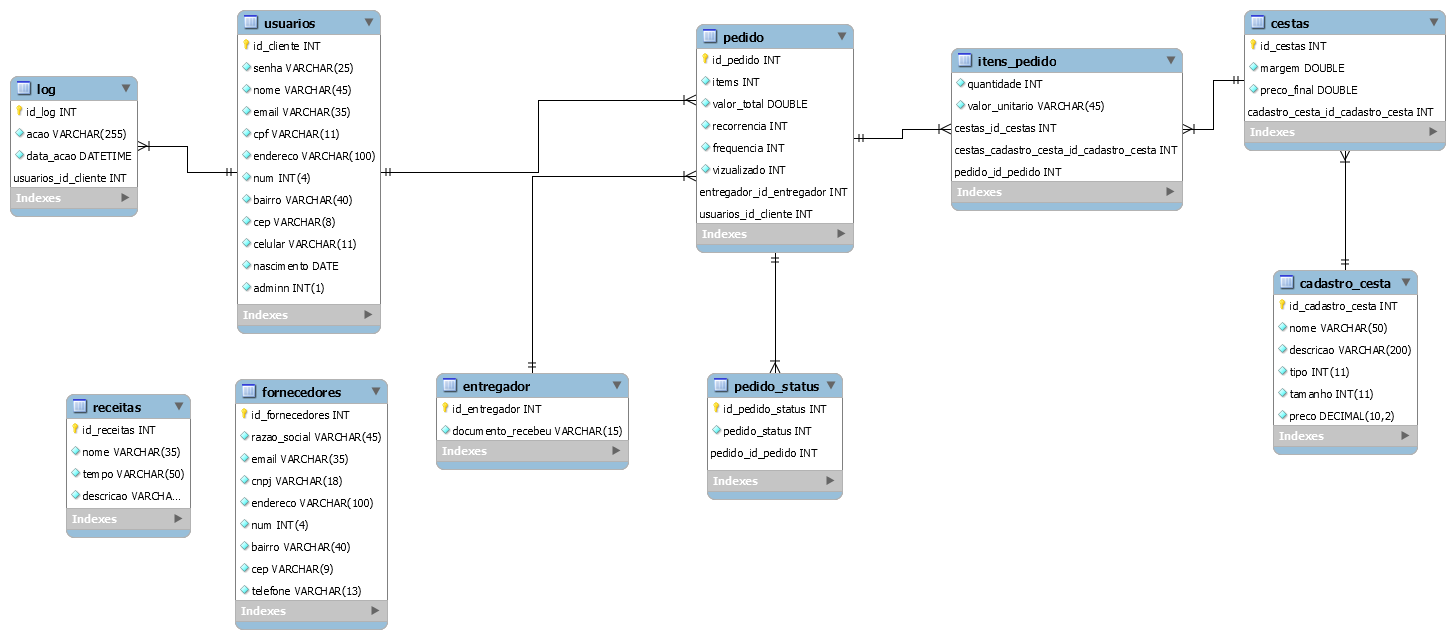 log
id_log INT
acao VARCHAR(255)
data_acao DATETIME
usuarios_id_cliente INT
Indexes
usuarios
id_cliente INT
senha VARCHAR(25)
nome VARCHAR(45)
email VARCHAR(35)
cpf VARCHAR(11)
endereco VARCHAR(100)
num INT(4)
bairro VARCHAR(40)
cep VARCHAR(8)
celular VARCHAR(11)
nascimento DATE
adminn INT(1)
Indexes
pedido
id_pedido INT
items INT
valor_total DOUBLE
recorrencia INT
frequencia INT
vizualizado INT
entregador_id_entregador INT
usuarios_id_cliente INT
Indexes
itens_pedido
quantidade INT
valor_unitario VARCHAR(45)
cestas_id_cestas INT
cestas_cadastro_cesta_id_cadastro_cesta INT
pedido_id_pedido INT
Indexes
cestas
id_cestas INT
margem DOUBLE
preco_final DOUBLE
cadastro_cesta_id_cadastro_cesta INT
Indexes
receitas
id_receitas INT
nome VARCHAR(35)
tempo VARCHAR(50)
descricao VARCHA...
Indexes
fornecedores
id_fornecedores INT
razao_social VARCHAR(45)
email VARCHAR(35)
cnpj VARCHAR(18)
endereco VARCHAR(100)
num INT(4)
bairro VARCHAR(40)
cep VARCHAR(9)
telefone VARCHAR(13)
Indexes
entregador
id_entregador INT
documento_recebeu VARCHAR(15)
Indexes
pedido_status
id_pedido_status INT
pedido_status INT
pedido_id_pedido INT
Indexes
cadastro_cesta
id_cadastro_cesta INT
nome VARCHAR(50)
descricao VARCHAR(200)
tipo INT(11)
tamanho INT(11)
preco DECIMAL(10,2)
Indexes